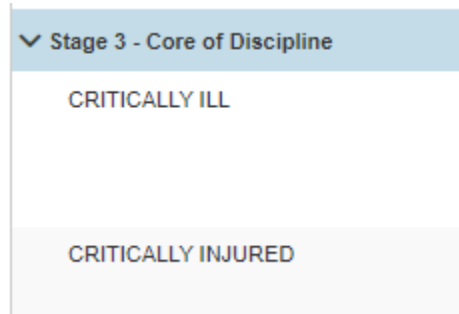 Stage 3 - Core of Discipline
CRITICALLY ILL
CRITICALLY INJURED